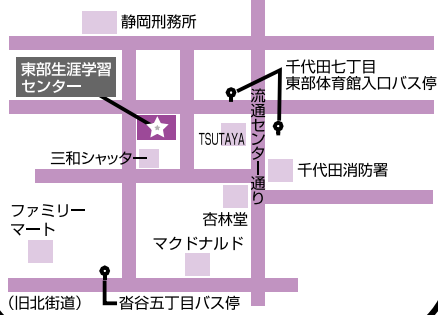 静岡刑務所
東部生涯学習
センター
千代田七丁目
東部体育館入口バス停
流通センター通り
TSUTAYA
三和シャッター
千代田消防署
杏林堂
ファミリー
マート
マクドナルド
(旧北街道)
沓谷五丁目バス停